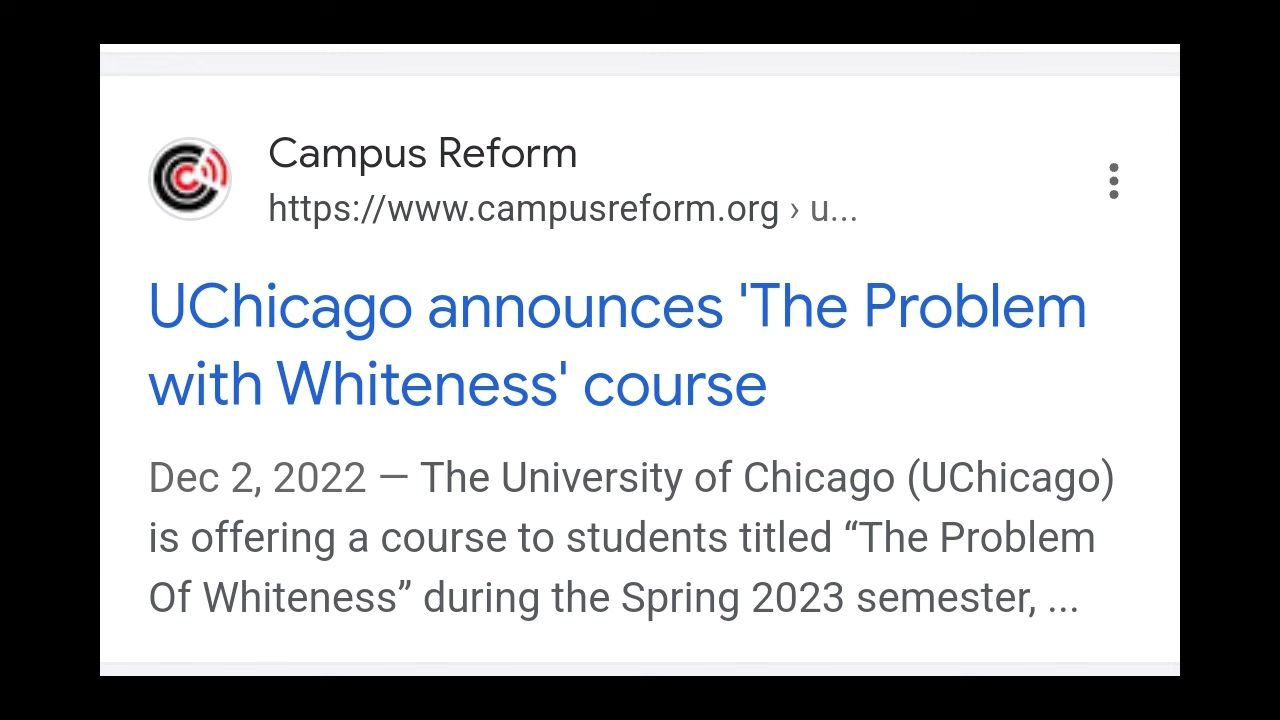 Campus Reform
https://www.campusreform.org › u...
UChicago announces 'The Problem
with Whiteness' course
Dec 2, 2022 — The University of Chicago (UChicago)
is offering a course to students titled “The Problem
Of Whiteness” during the Spring 2023 semester, ...